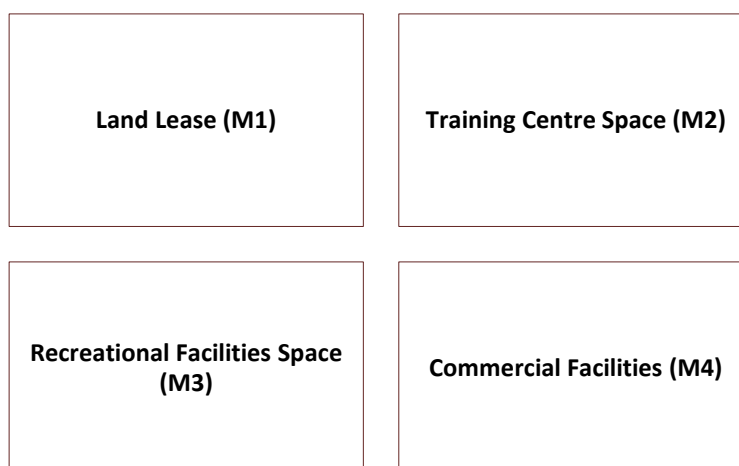 Land Lease (M1)
Training Centre Space (M2)
Recreational Facilities Space
(M3)
Commercial Facilities (M4)